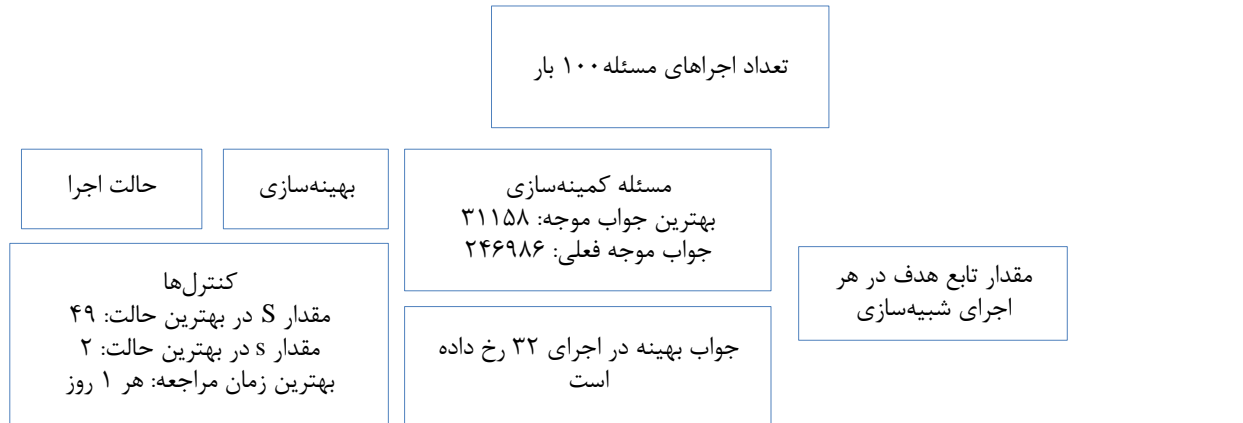 تعداد اجراهای مسئله۱۰۰ بار
مسئله کمینه‌سازی
بهترین جواب موجه: ۳۱۱۵۸
جواب موجه فعلی: ۲۴۶۹۸۶
بهینه‌سازی
حالت اجرا
مقدار تابع هدف در هر
اجرای شبیه‌سازی
جواب بهینه در اجرای ۳۲ رخ داده
است
کنترل‌ها
مقدار S در بهترین حالت: ۴۹
مقدار s در بهترین حالت: ۲
بهترین زمان مراجعه: هر ۱ روز